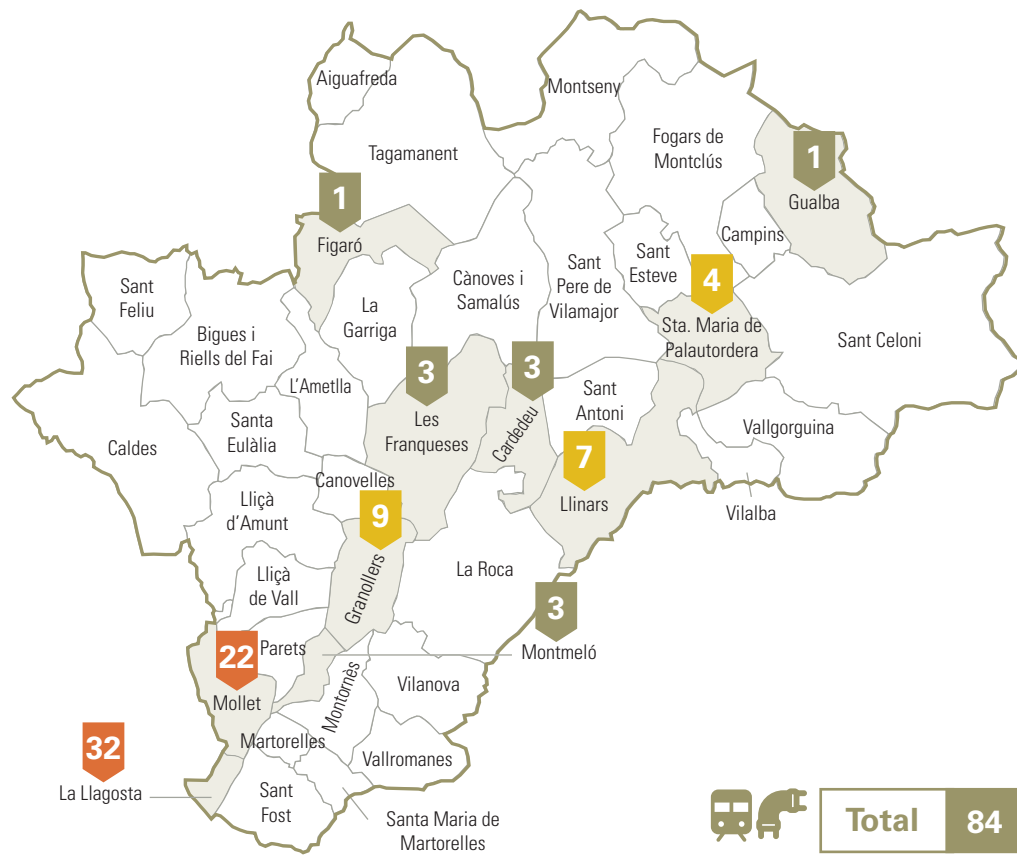 Aiguafreda
Montseny
Tagamanent
Fogars de
Montclús
1
Gualba
1
Figaró
Campins
Sant
Feliu
Cànoves i
Samalús
Sant
Pere de
Vilamajor
Sant
Esteve
4
Sta. Maria de
Palautordera
Sant Celoni
La
Garriga
Bigues i
Riells del Fai
L'Ametlla
3
Les
Franqueses
3
Cardedeu
Sant
Antoni
Vallgorguina
Santa
Eulàlia
Caldes
7
Llinars
Vilalba
Canovelles
9
Granollers
Lliçà
d'Amunt
La Roca
Lliçà
de Vall
3
Montmeló
Parets
22
Mollet
Montornès
Vilanova
Martorelles
Vallromanes
32
La Llagosta
Sant
Fost
Santa Maria de
Martorelles
Total 84